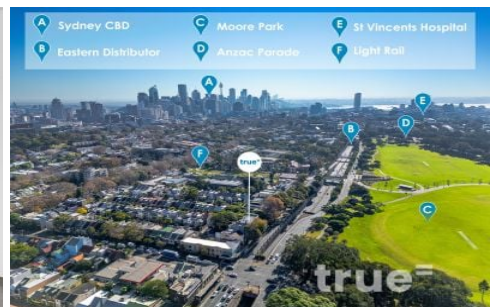 A Sydney CBD
C Moore Park
E St Vincents Hospital
B Eastern Distributor
D Anzac Parade
F Light Rail
A
E
B
D
F
true
C
true